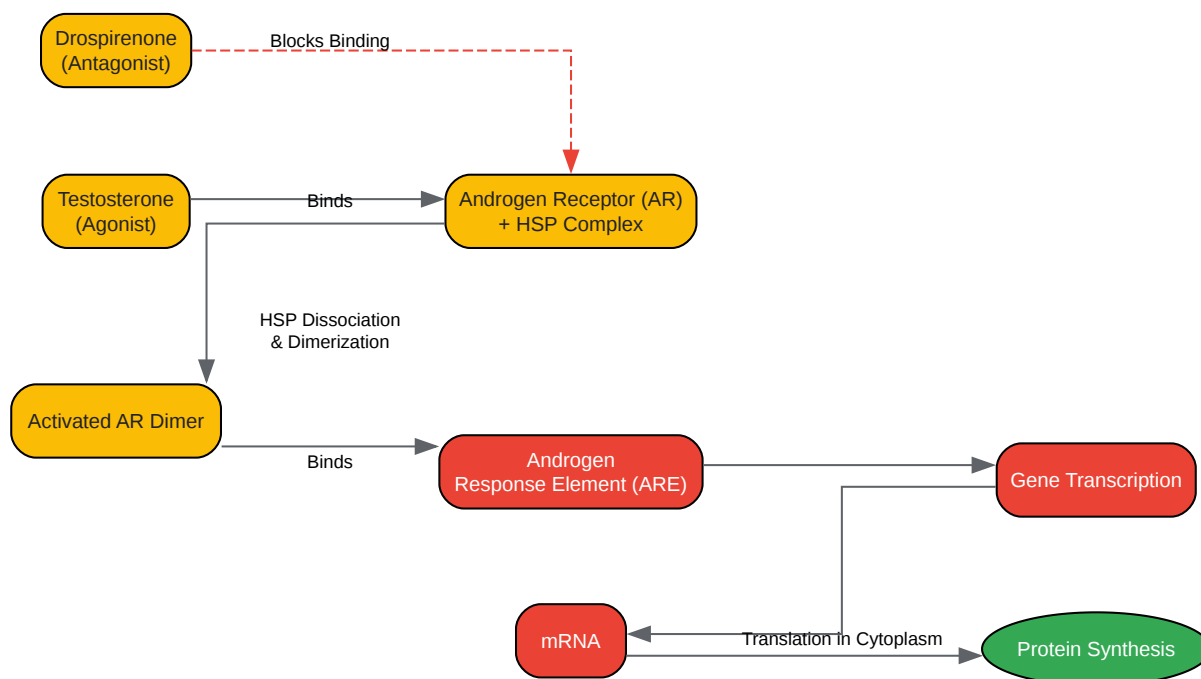 Drospirenone
(Antagonist)
Blocks Binding
Testosterone
(Agonist)
Binds
Androgen Receptor (AR)
+ HSP Complex
HSP Dissociation
& Dimerization
Activated AR Dimer
Binds
Androgen
Response Element (ARE)
Gene Transcription
mRNA
Translation in Cytoplasm
Protein Synthesis